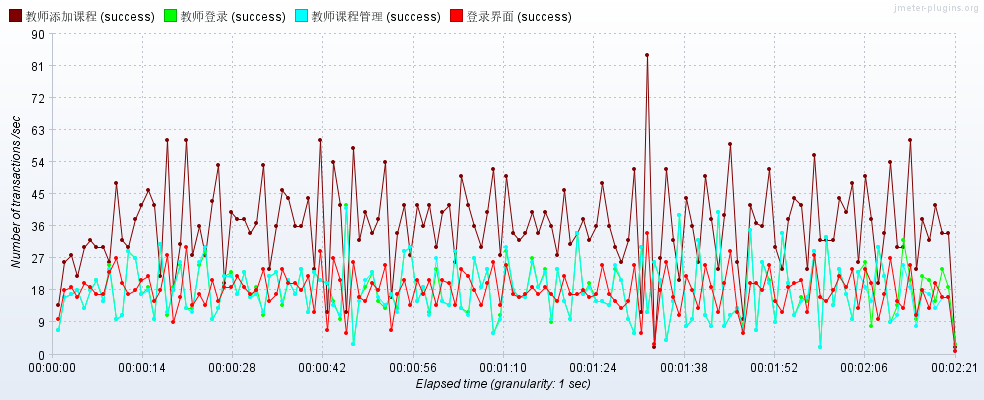 jmeter-plugins.org
教师添加课程 (success) 教师登录 (success) 教师课程管理 (success) 登录界面 (success)
90
81
72
63
54
45
36
27
18
9
0
Number of transactions /sec
00:00:00 00:00:14 00:00:28 00:00:42 00:00:56 00:01:10 00:01:24 00:01:38 00:01:52 00:02:06 00:02:21
Elapsed time (granularity: 1 sec)